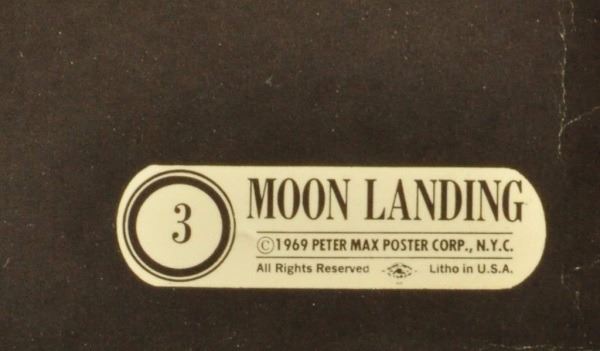 3
MOON LANDING
©1969 PETER MAX POSTER CORP., N.Y.C.
All Rights Reserved Litho in U.S.A.